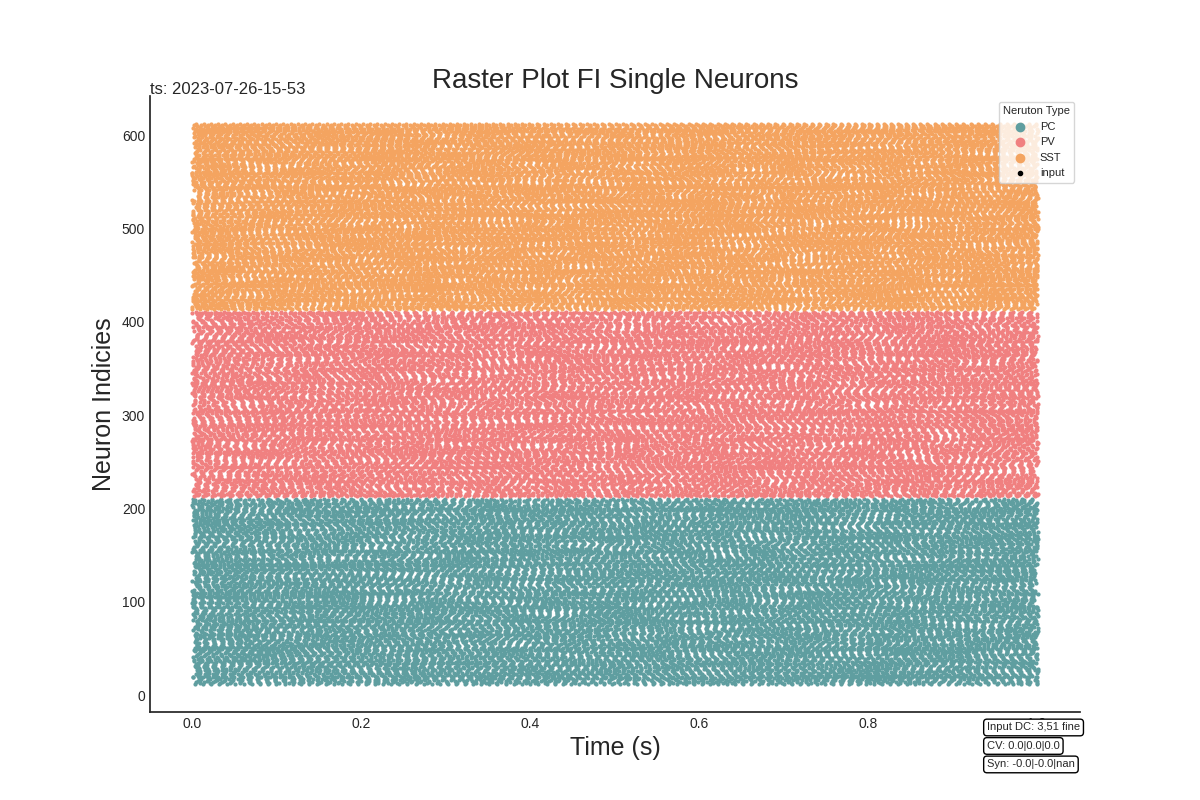 Raster Plot FI Single Neurons
ts: 2023-07-26-15-53
Neruton Type
PC
PV
SST
input
600
500
400
300
200
100
0
Neuron Indicies
0.0 0.2 0.4 0.6 0.8
Time (s)
Input DC: 3,51 fine
CV: 0.0|0.0|0.0
Syn: -0.0|-0.0|nan